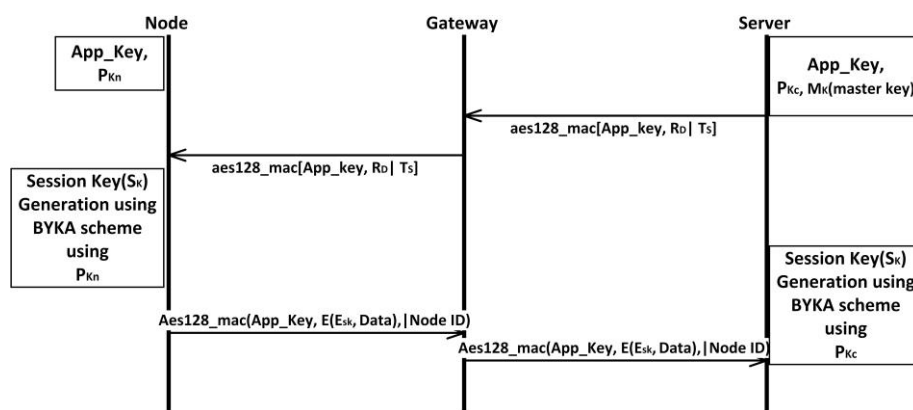 Node
Gateway
Server
App_Key,
PKn
App_Key,
PKc, MK(master key)
aes128_mac[App_key, RD| TS]
aes128_mac[App_key, RD| TS]
Session Key(SK)
Generation using
BYKA scheme
using
PKn
Session Key(SK)
Generation using
BYKA scheme
using
PKc
Aes128_mac(App_Key, E(Esk, Data),|Node ID)
Aes128_mac(App_Key, E(Esk, Data),|Node ID)